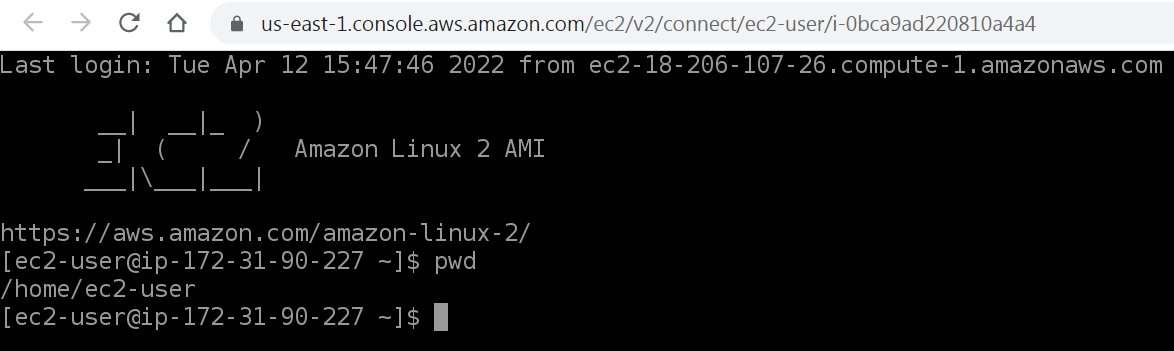 us-east-1.console.aws.amazon.com/ec2/v2/connect/ec2-user/i-0bca9ad220810a4a4
Last login: Tue Apr 12 15:47:46 2022 from ec2-18-206-107-26.compute-1.amazonaws.com
       __|  __|_  )
       _|  (     /   Amazon Linux 2 AMI
      ___|\___|___|
https://aws.amazon.com/amazon-linux-2/
[ec2-user@ip-172-31-90-227 ~]$ pwd
/home/ec2-user
[ec2-user@ip-172-31-90-227 ~]$